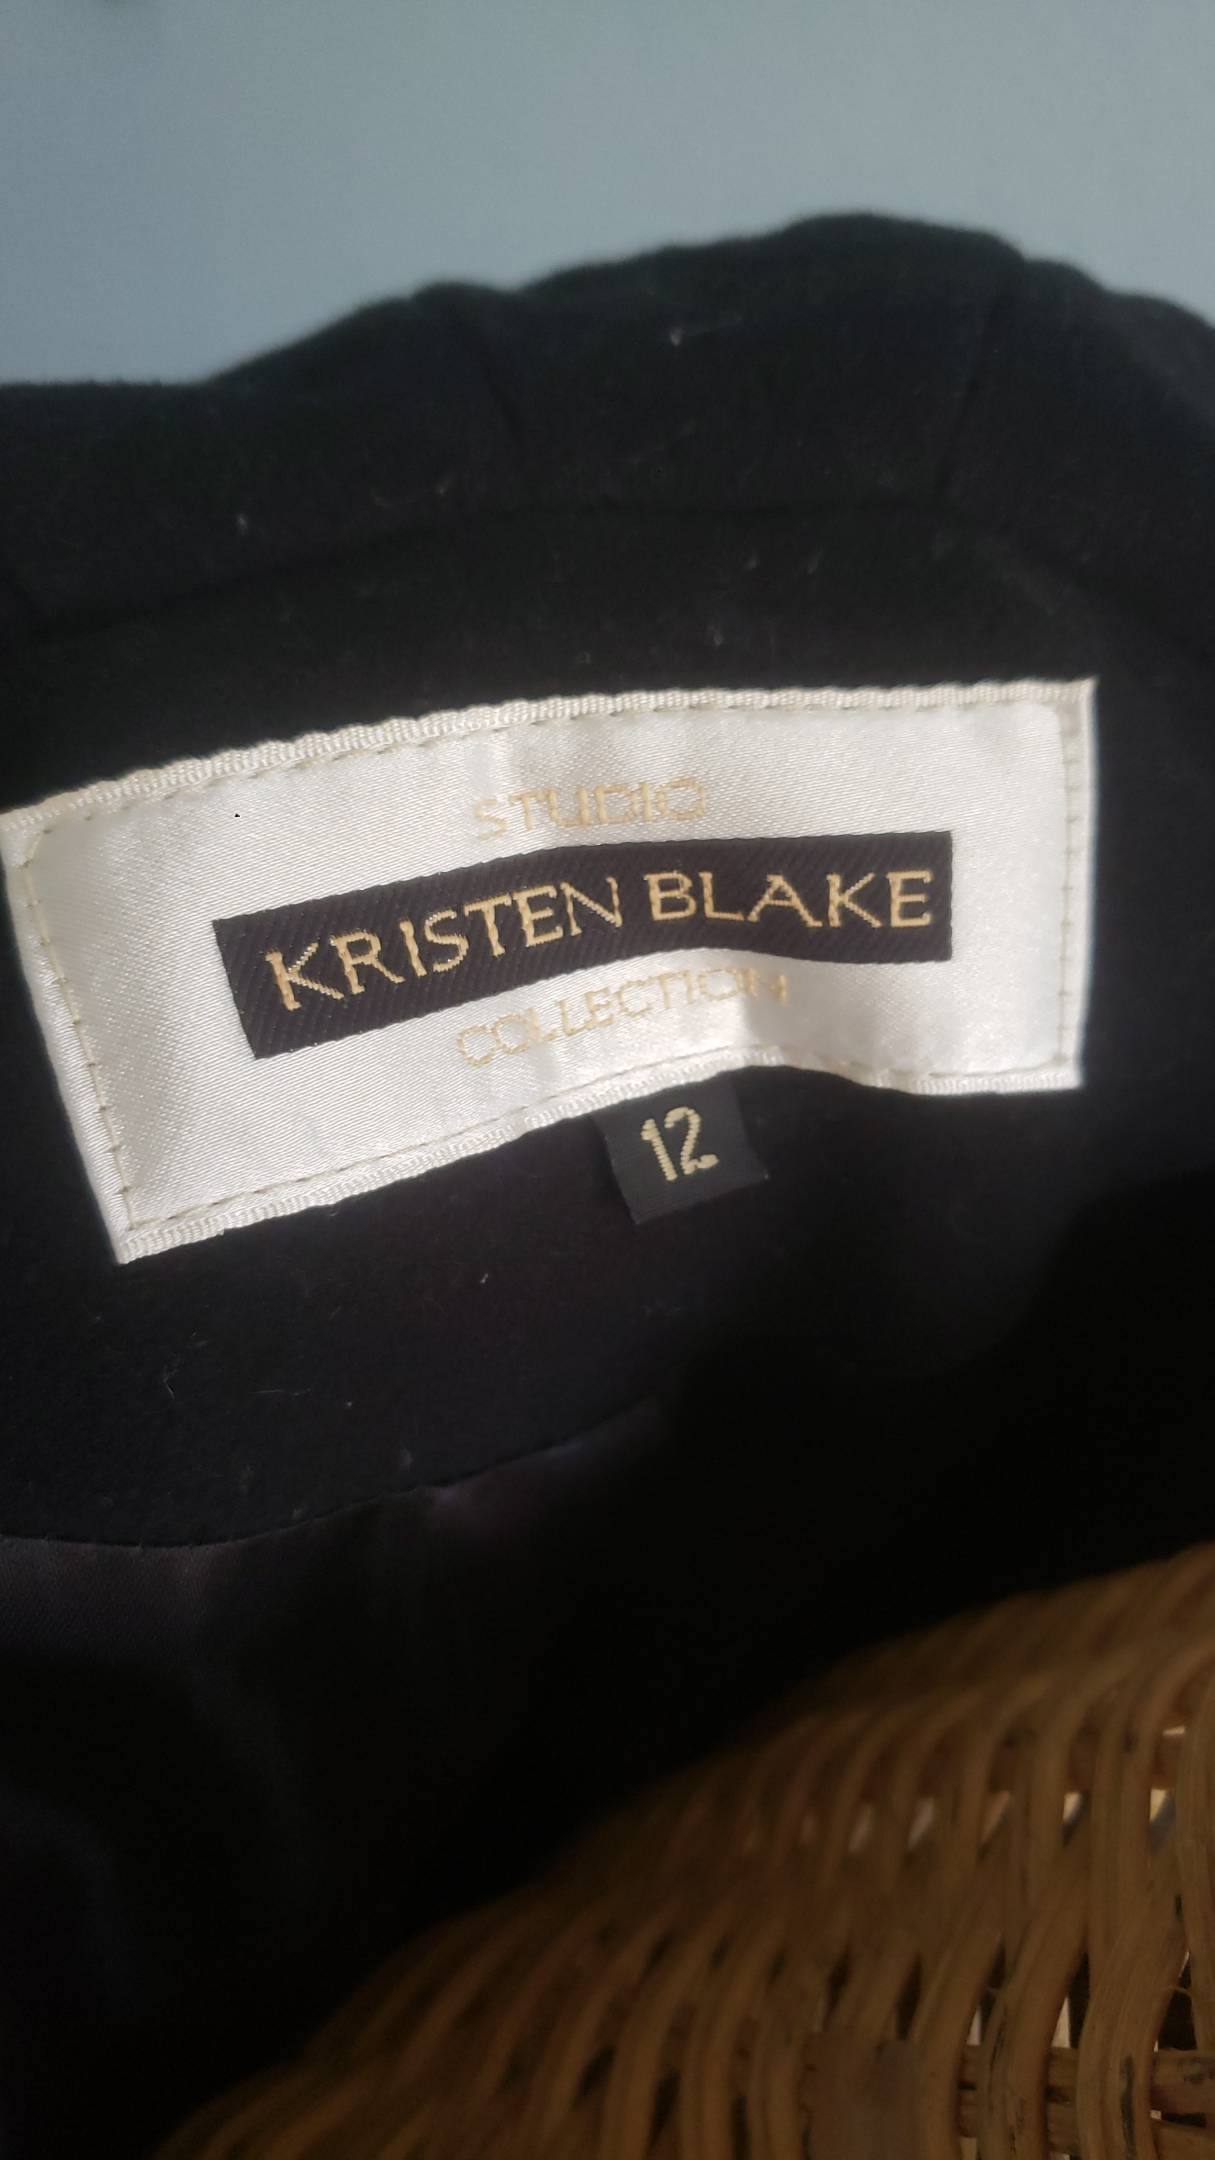 STUDIO
KRISTEN BLAKE
COLLECTION
12